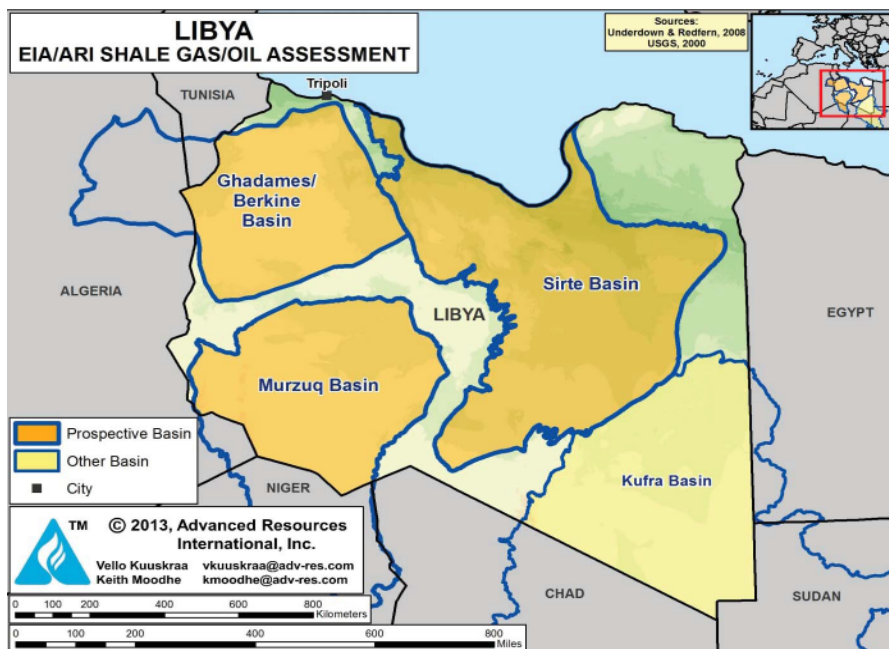 LIBYA
EIA/ARI SHALE GAS/OIL ASSESSMENT
Sources:
Underdown & Redfern, 2008
USGS, 2000
TUNISIA
Tripoli
Ghadames/
Berkine
Basin
ALGERIA
Sirte Basin
LIBYA
EGYPT
Murzuq Basin
Kufra Basin
Prospective Basin
Other Basin
City
NIGER
CHAD
SUDAN
TM
© 2013, Advanced Resources
International, Inc.
Vello Kuuskraa vkuuskraa@adv-res.com
Keith Moodhe kmoodhe@adv-res.com
0 100 200 400 600 800
Kilometers
0 100 200 400 600 800
Miles